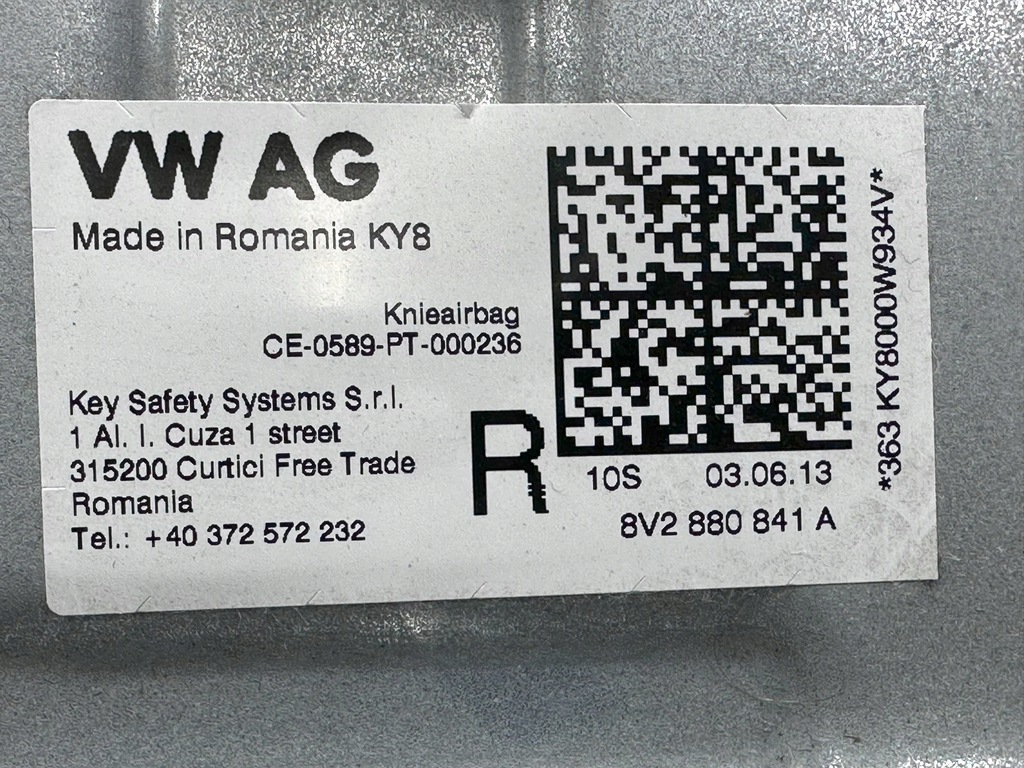 VW AG
Made in Romania KY8
Knieairbag
CE-0589-PT-000236
Key Safety Systems S.r.l.
1 Al. I. Cuza 1 street
315200 Curtici Free Trade
Romania
Tel.: +40 372 572 232
R
10S 03.06.13
8V2 880 841 A
*363 KY8000W934V*